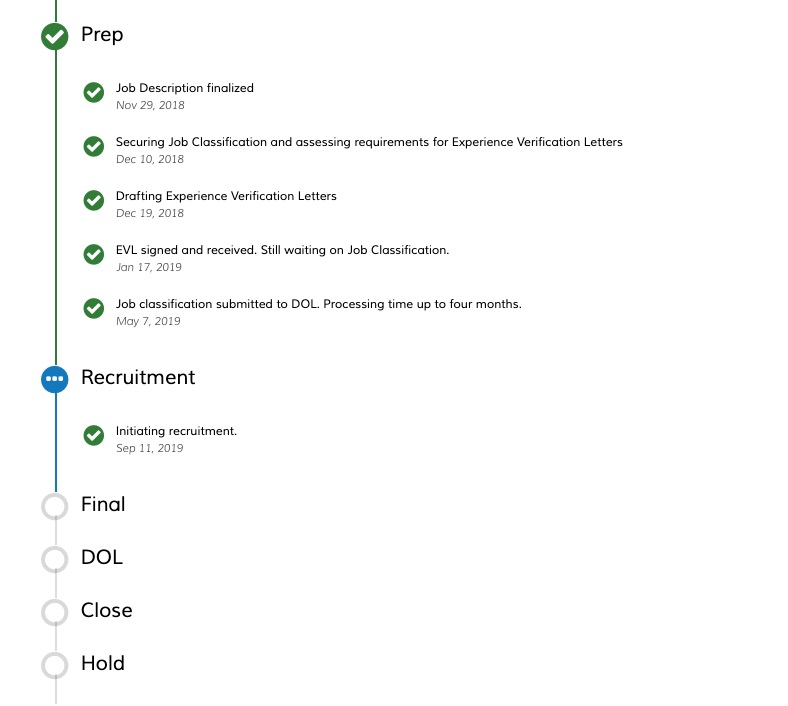 Prep
Job Description finalized
Nov 29, 2018
Securing Job Classification and assessing requirements for Experience Verification Letters
Dec 10, 2018
Drafting Experience Verification Letters
Dec 19, 2018
EVL signed and received. Still waiting on Job Classification.
Jan 17, 2019
Job classification submitted to DOL. Processing time up to four months.
May 7, 2019
Recruitment
Initiating recruitment.
Sep 11, 2019
Final
DOL
Close
Hold